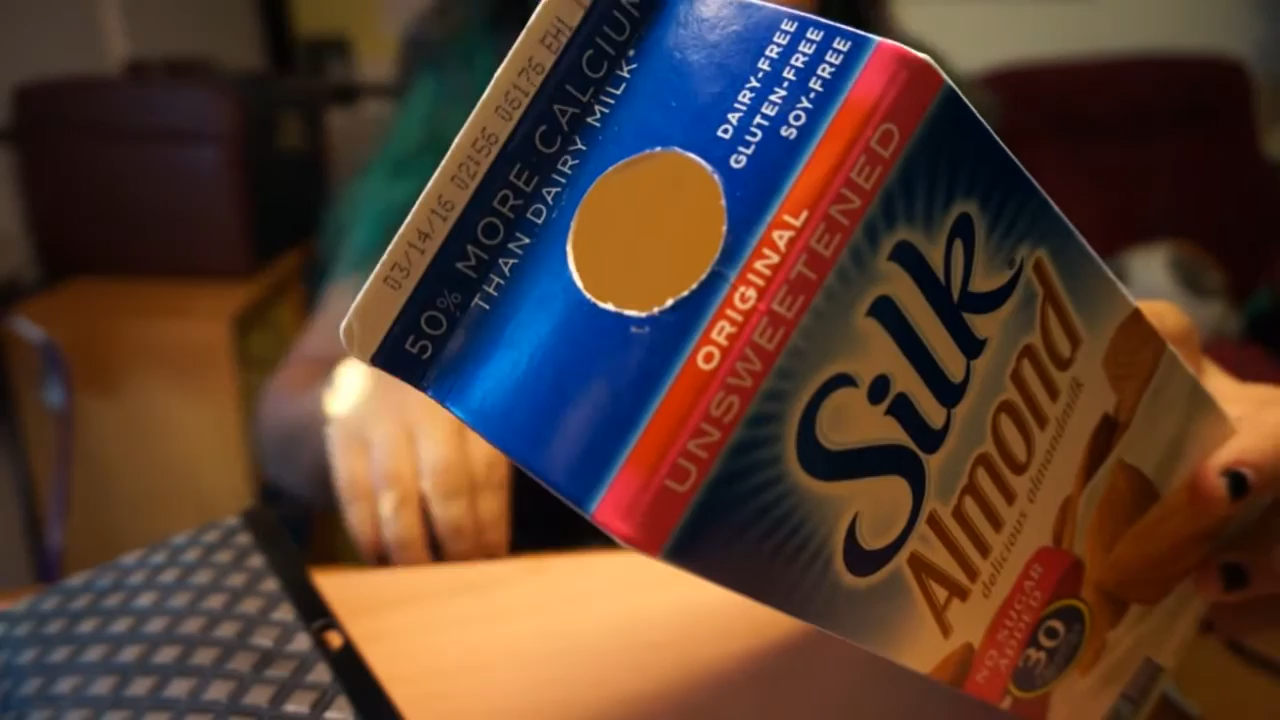 03/14/16 02156 06176 EHL
50% MORE CALCIUM
THAN DAIRY MILK*
DAIRY-FREE
GLUTEN-FREE
SOY-FREE
ORIGINAL
UNSWEETENED
Silk
Almond
delicious almondmilk
NO SUGAR
ADDED
30